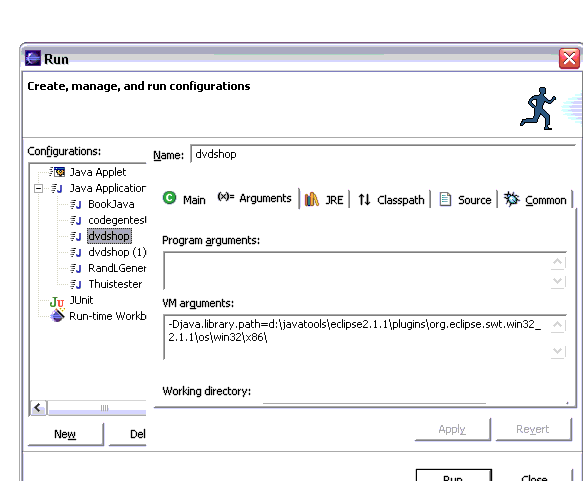 Run
Create, manage, and run configurations
Configurations:
Java Applet
Java Application
BookJava
codegentest
dvdshop
dvdshop (1)
RandLGener
Thuistester
JUnit
Run-time Workb
New
Del
Name: dvdshop
Main (x)= Arguments JRE Classpath Source Common
Program arguments:
VM arguments:
-Djava.library.path=d:\javatools\eclipse2.1.1\plugins\org.eclipse.swt.win32_
2.1.1\os\win32\x86\
Working directory:
Apply Revert
Run Close